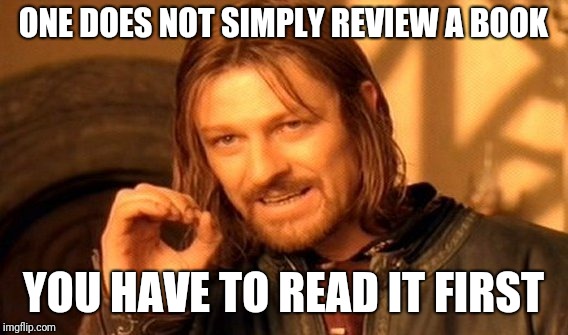 ONE DOES NOT SIMPLY REVIEW A BOOK
YOU HAVE TO READ IT FIRST
imgflip.com